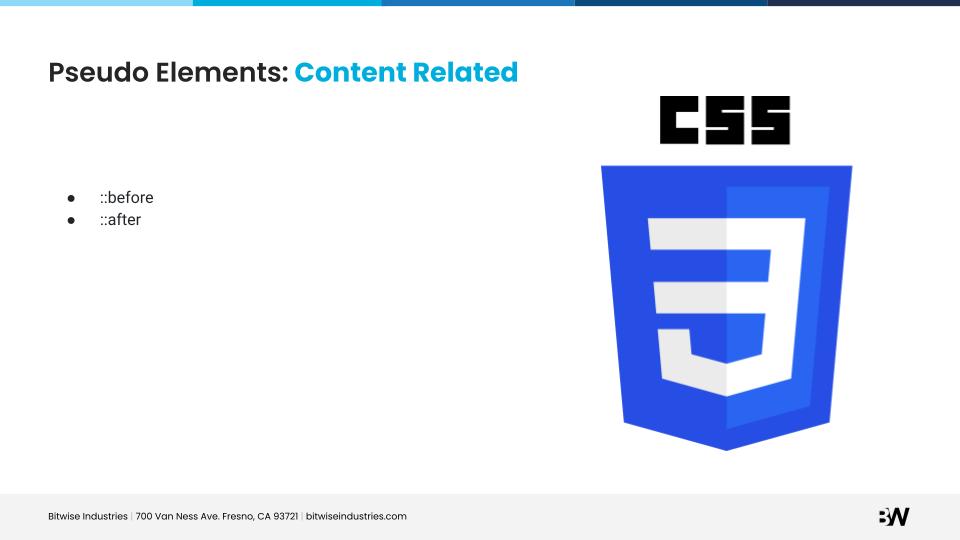 Pseudo Elements: Content Related
CSS
3
● ::before
● ::after
Bitwise Industries | 700 Van Ness Ave. Fresno, CA 93721 | bitwiseindustries.com
BW